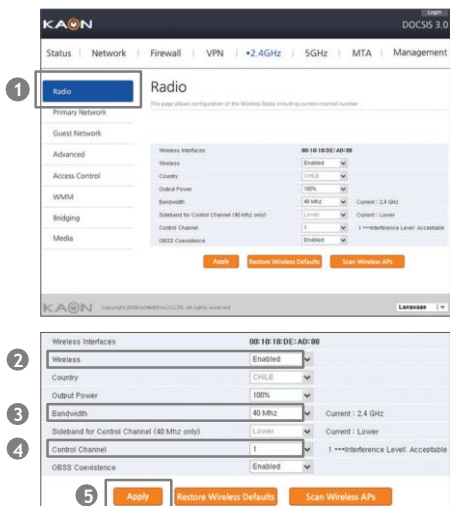 Login
KAON
DOCSIS 3.0
Status | Network | Firewall | VPN | •2.4GHz | 5GHz | MTA | Management
1
Radio
Radio
This page allows configuration of the Wireless Radio including current channel number
Primary Network
Guest Network
Advanced
Access Control
WMM
Bridging
Media
Wireless Interfaces 00:10:18:DE:AD:08
Wireless Enabled
Country CHILE
Output Power 100%
Bandwidth 40 Mhz Current : 2.4 GHz
Sideband for Control Channel (40 Mhz only) Lower Current : Lower
Control Channel 1 1 ***Interference Level: Acceptable
OBSS Coexistence Enabled
Apply Restore Wireless Defaults Scan Wireless APs
KAON
All rights reserved
Language
Wireless Interfaces 00:10:18:DE:AD:08
2 Wireless Enabled
Country CHILE
Output Power 100%
3 Bandwidth 40 Mhz Current : 2.4 GHz
Sideband for Control Channel (40 Mhz only) Lower Current : Lower
4 Control Channel 1 1 ***Interference Level: Acceptable
OBSS Coexistence Enabled
5 Apply Restore Wireless Defaults Scan Wireless APs